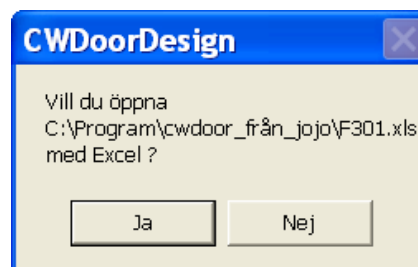 CWDoorDesign
Vill du öppna
C:\Program\cwdoor_från_jojo\F301.xls
med Excel ?
Ja
Nej